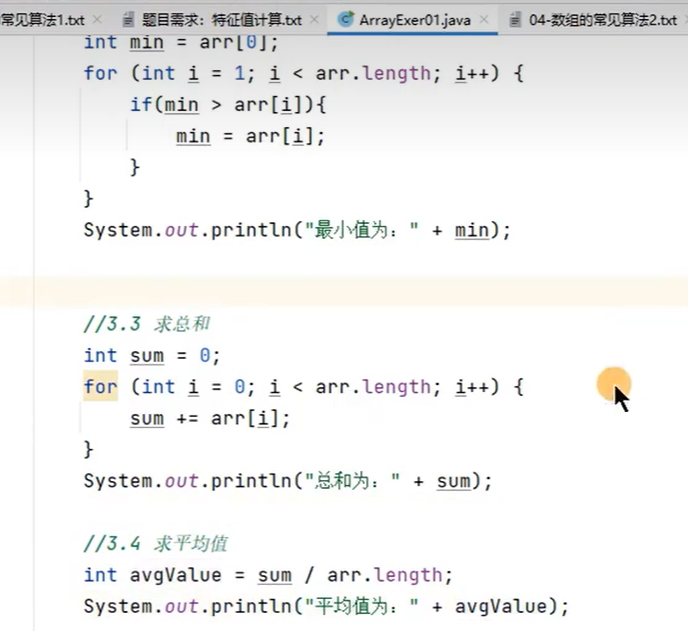 常见算法1.txt 题目需求：特征值计算.txt ArrayExer01.java 04-数组的常见算法2.txt
int min = arr[0];
for (int i = 1; i < arr.length; i++) {
if(min > arr[i]){
min = arr[i];
}
}
System.out.println("最小值为：" + min);
//3.3 求总和
int sum = 0;
for (int i = 0; i < arr.length; i++) {
sum += arr[i];
}
System.out.println("总和为：" + sum);
//3.4 求平均值
int avgValue = sum / arr.length;
System.out.println("平均值为：" + avgValue);